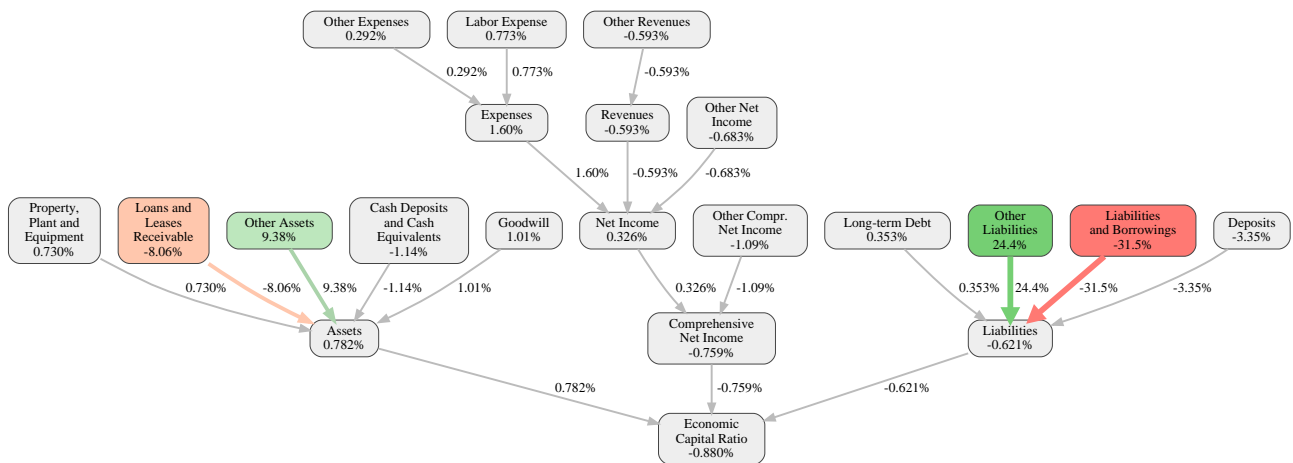 Other Expenses
0.292%
Labor Expense
0.773%
Other Revenues
-0.593%
0.292%
0.773%
-0.593%
Expenses
1.60%
Revenues
-0.593%
Other Net
Income
-0.683%
1.60%
-0.593%
-0.683%
Property,
Plant and
Equipment
0.730%
Loans and
Leases
Receivable
-8.06%
Other Assets
9.38%
Cash Deposits
and Cash
Equivalents
-1.14%
Goodwill
1.01%
Net Income
0.326%
Other Compr.
Net Income
-1.09%
Long-term Debt
0.353%
Other
Liabilities
24.4%
Liabilities
and Borrowings
-31.5%
Deposits
-3.35%
0.730%
-8.06%
9.38%
-1.14%
1.01%
0.326%
-1.09%
0.353%
24.4%
-31.5%
-3.35%
Assets
0.782%
Comprehensive
Net Income
-0.759%
Liabilities
-0.621%
0.782%
-0.759%
-0.621%
Economic
Capital Ratio
-0.880%